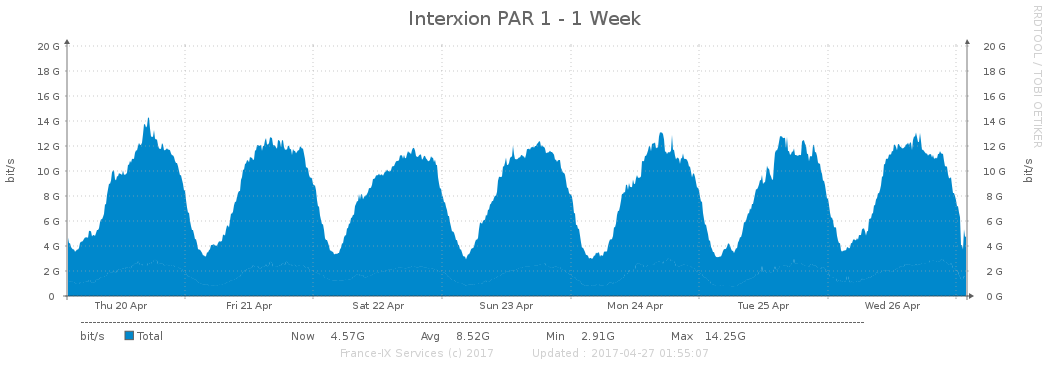 Interxion PAR 1 - 1 Week
RRDTOOL / TOBI OETIKER
20 G 20 G
18 G 18 G
16 G 16 G
14 G 14 G
12 G 12 G
10 G 10 G
8 G 8 G
6 G 6 G
4 G 4 G
2 G 2 G
0 0 G
bit/s
bit/s
Thu 20 Apr Fri 21 Apr Sat 22 Apr Sun 23 Apr Mon 24 Apr Tue 25 Apr Wed 26 Apr
bit/s Total Now 4.57G Avg 8.52G Min 2.91G Max 14.25G
France-IX Services (c) 2017 Updated : 2017-04-27 01:55:07